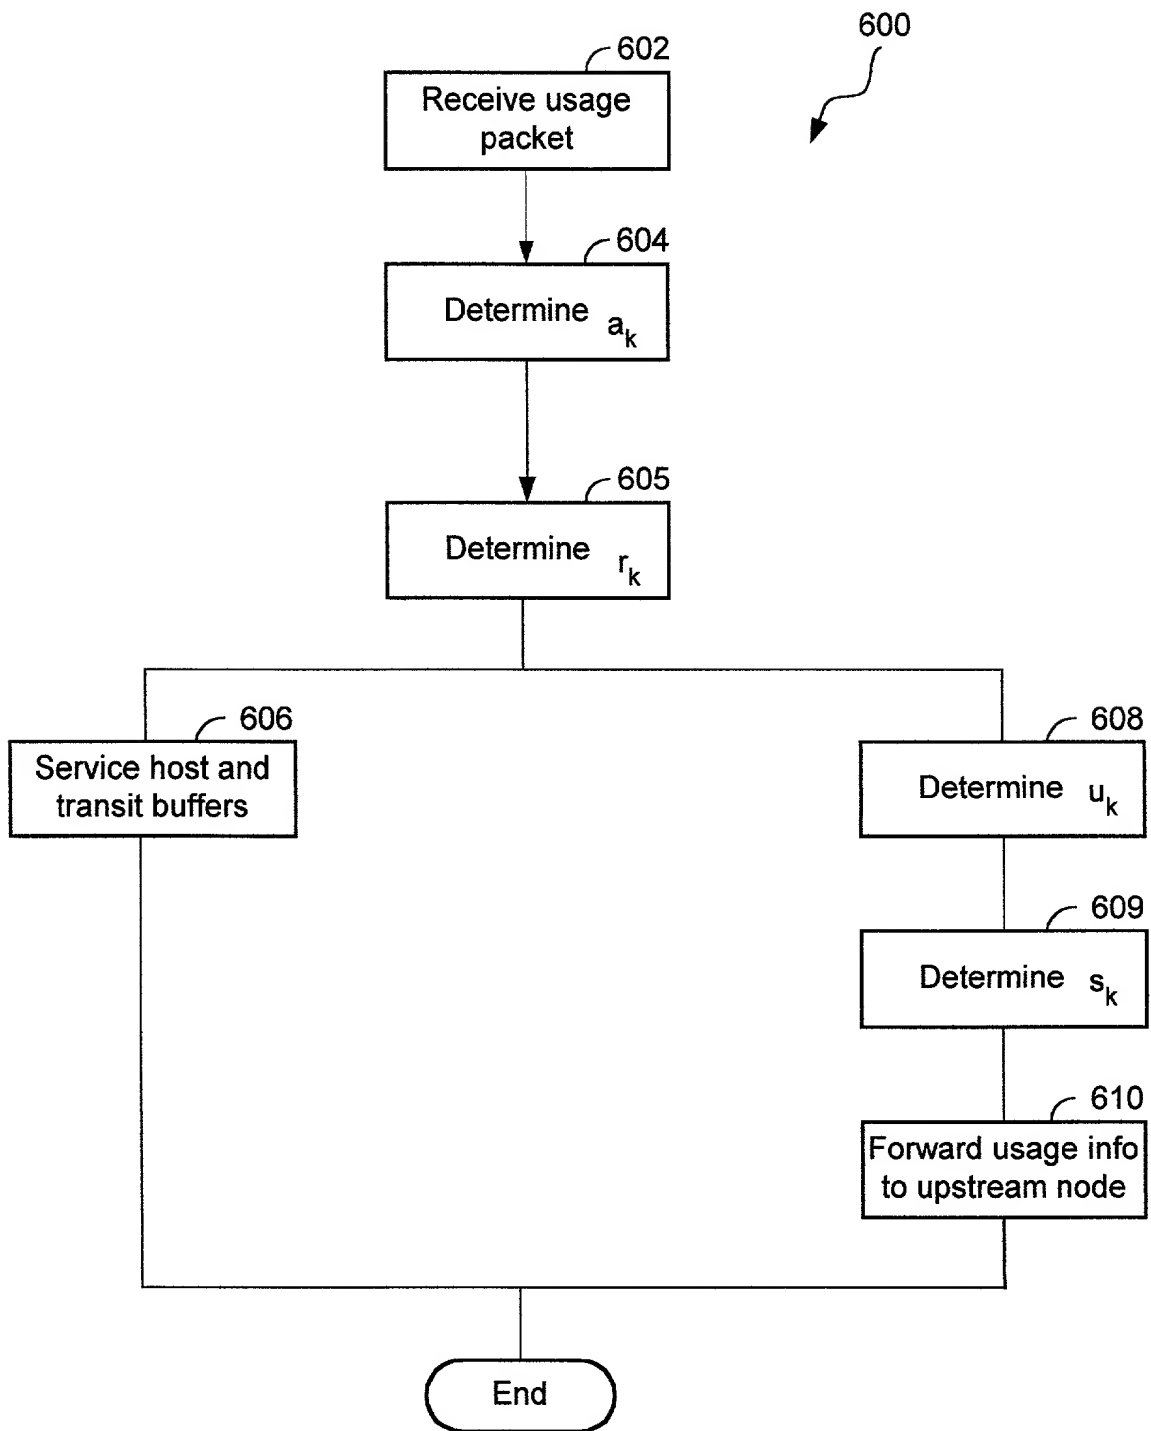 600
602
Receive usage
packet
604
Determine a_k
605
Determine r_k
606
Service host and
transit buffers
608
Determine u_k
609
Determine s_k
610
Forward usage info
to upstream node
End